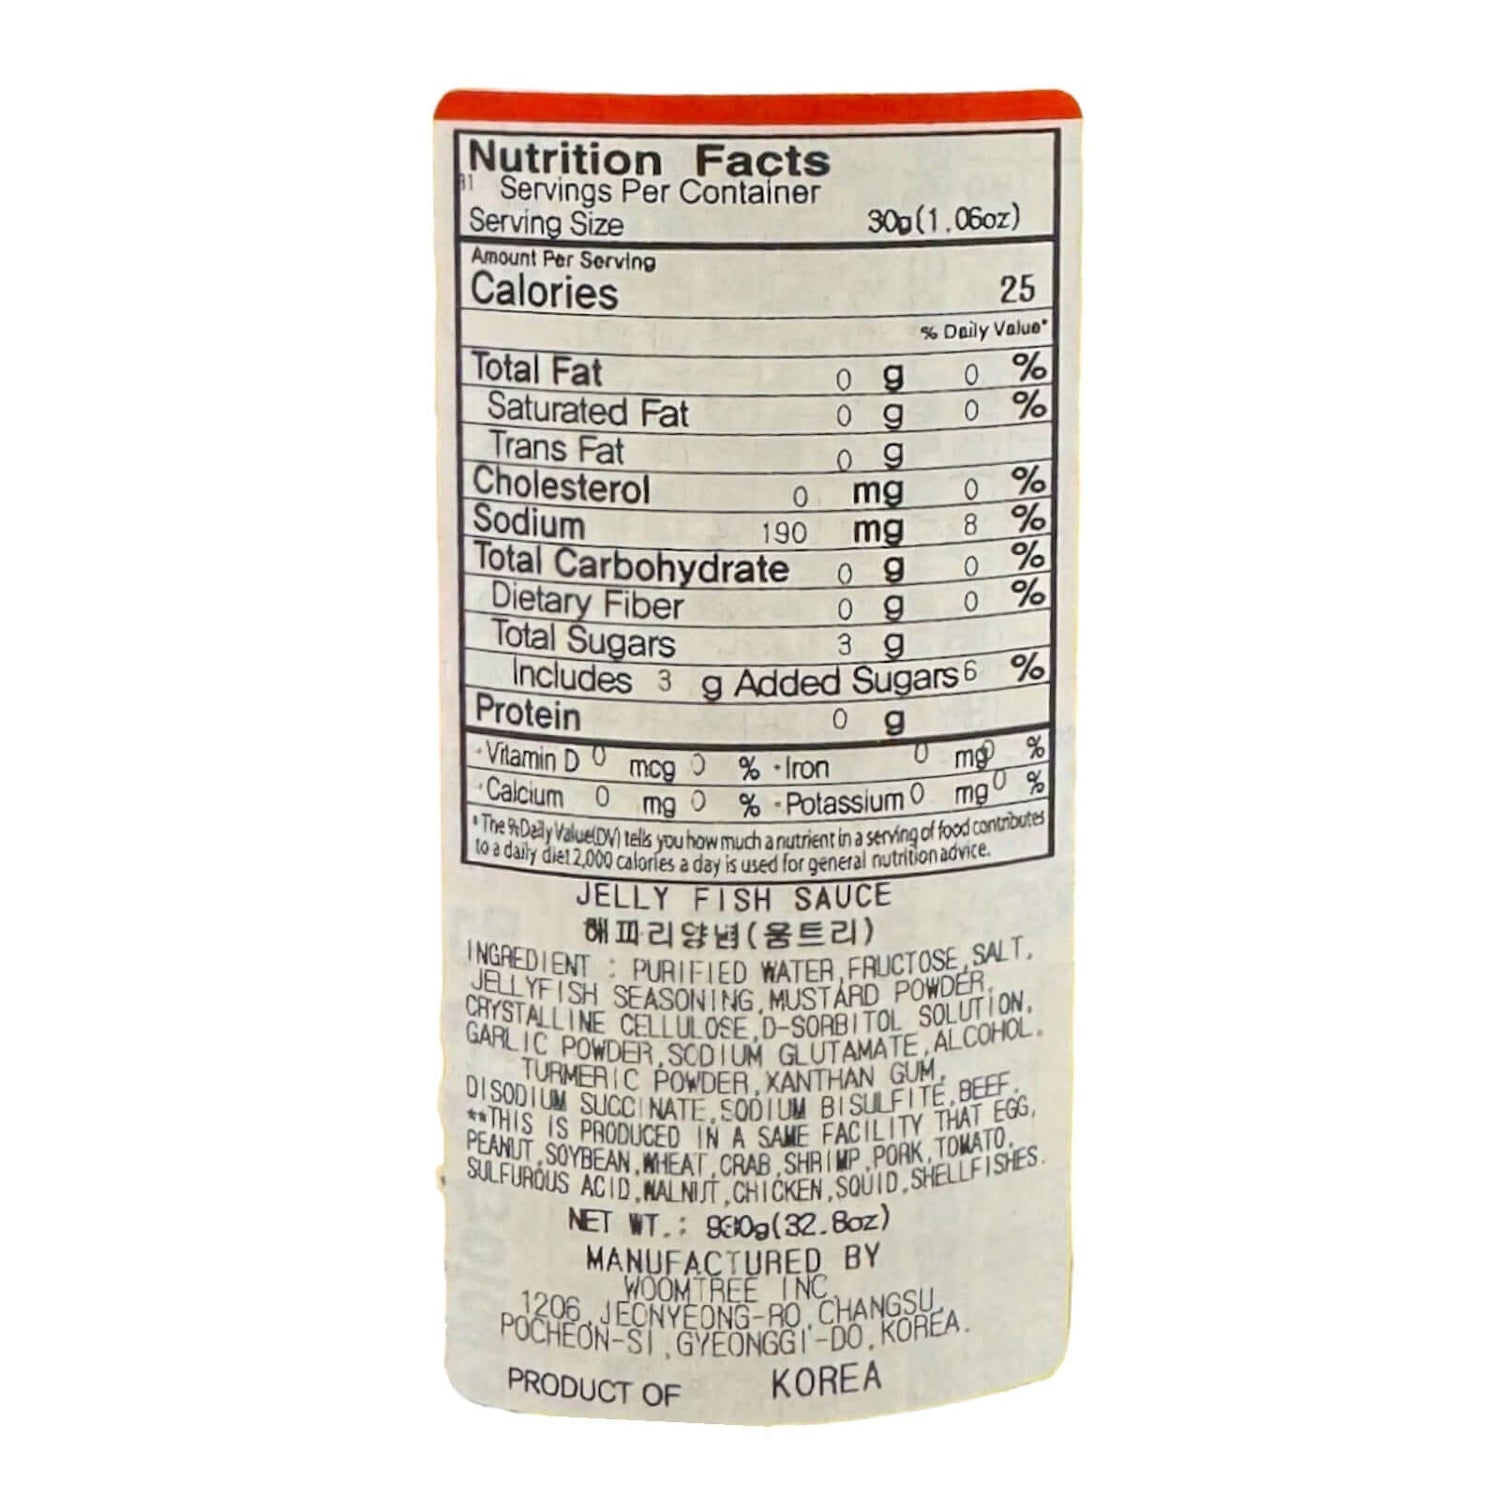 Nutrition Facts
31 Servings Per Container
Serving Size 30g(1.06oz)
Amount Per Serving
Calories 25
% Daily Value*
Total Fat 0 g 0 %
Saturated Fat 0 g 0 %
Trans Fat 0 g
Cholesterol 0 mg 0 %
Sodium 190 mg 8 %
Total Carbohydrate 0 g 0 %
Dietary Fiber 0 g 0 %
Total Sugars 3 g
Includes 3 g Added Sugars 6 %
Protein 0 g
·Vitamin D 0 mcg 0 % ·Iron 0 mg 0 %
·Calcium 0 mg 0 % ·Potassium 0 mg 0 %
*The %Daily Value(DV) tells you how much a nutrient in a serving of food contributes
to a daily diet 2,000 calories a day is used for general nutrition advice.
JELLY FISH SAUCE
해파리양념(움트리)
INGREDIENT : PURIFIED WATER,FRUCTOSE,SALT,
JELLYFISH SEASONING,MUSTARD POWDER,
CRYSTALLINE CELLULOSE,D-SORBITOL SOLUTION,
GARLIC POWDER,SODIUM GLUTAMATE,ALCOHOL,
TURMERIC POWDER,XANTHAN GUM,
DISODIUM SUCCINATE,SODIUM BISULFITE,BEEF.
**THIS IS PRODUCED IN A SAME FACILITY THAT EGG,
PEANUT,SOYBEAN,WHEAT,CRAB,SHRIMP,PORK,TOMATO,
SULFUROUS ACID,WALNUT,CHICKEN,SQUID,SHELLFISHES.
NET WT.: 930g(32.8oz)
MANUFACTURED BY
WOOMTREE INC.
1206,JEONYEONG-RO,CHANGSU,
POCHEON-SI,GYEONGGI-DO,KOREA.
PRODUCT OF KOREA